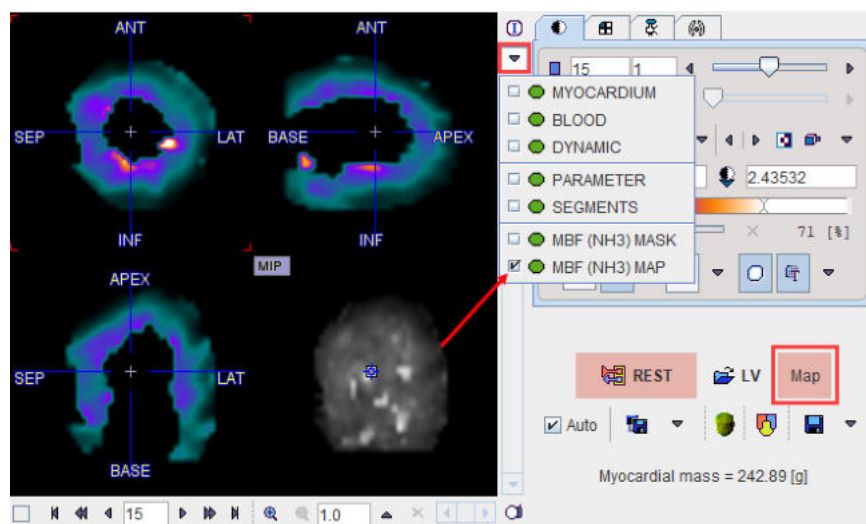 ANT
SEP
LAT
INF
ANT
BASE
APEX
INF
APEX
SEP
LAT
BASE
MIP
15
1.0
15 1
MYOCARDIUM
BLOOD
DYNAMIC
PARAMETER
SEGMENTS
MBF (NH3) MASK
MBF (NH3) MAP
2.43532
71 [%]
REST LV Map
Auto
Myocardial mass = 242.89 [g]